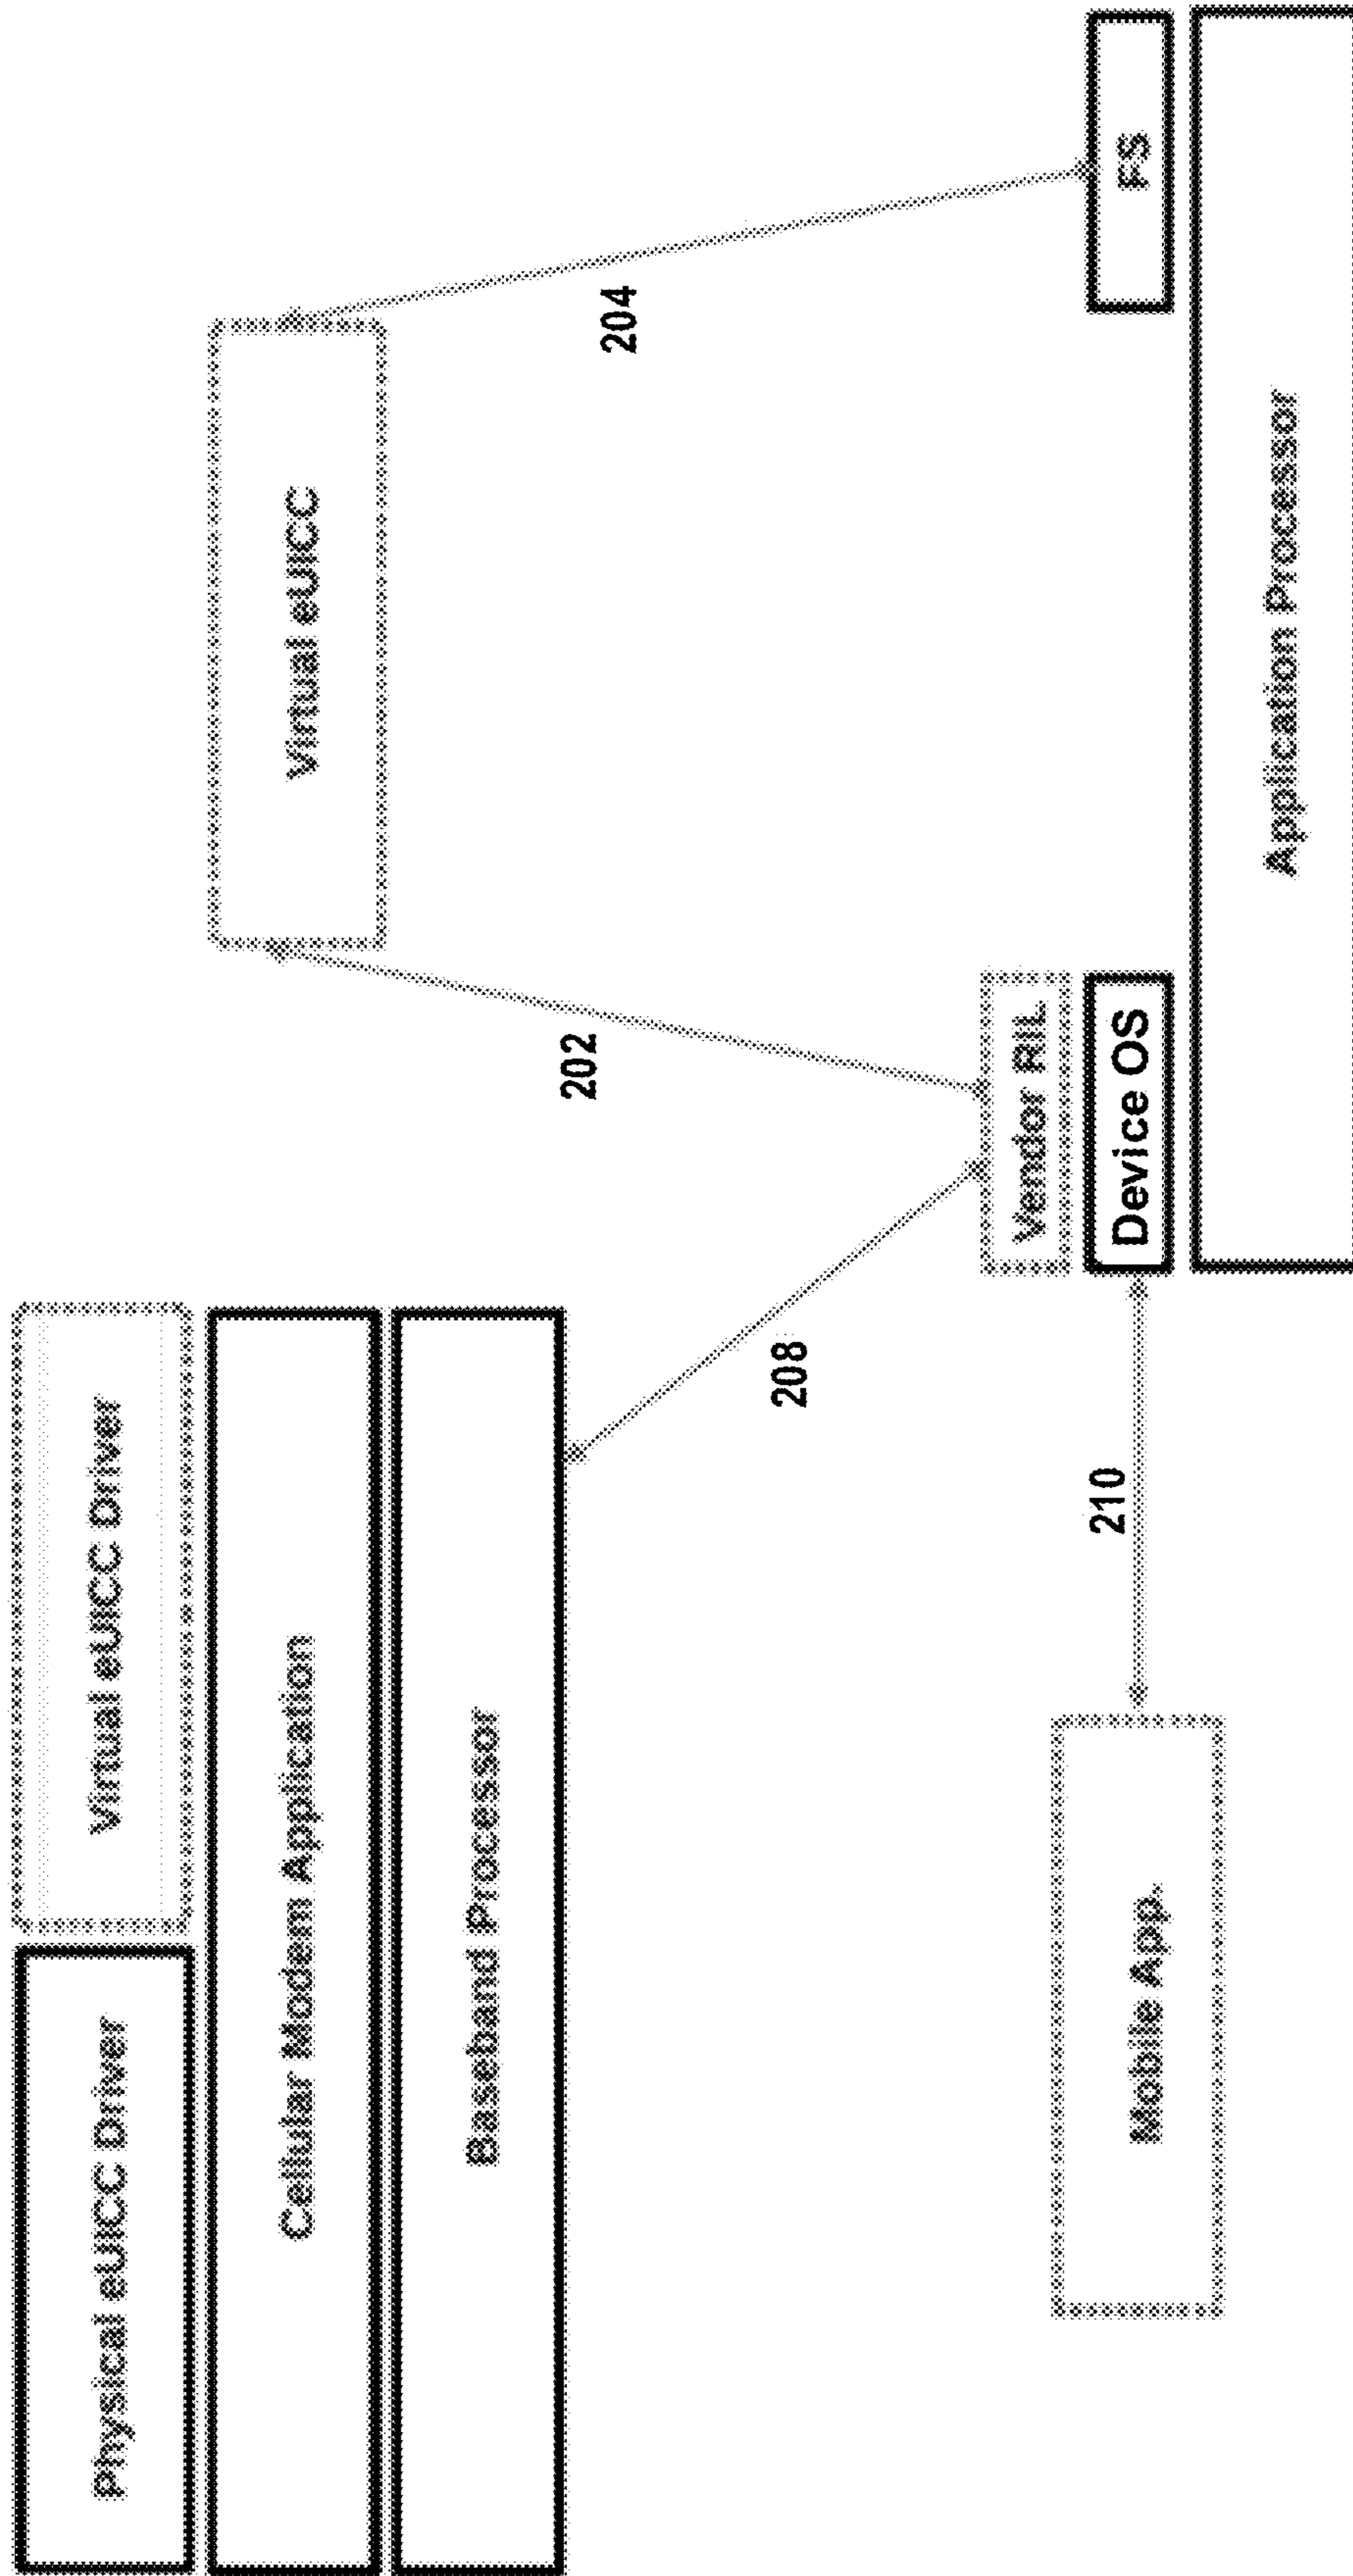 Physical eUICC Driver
Virtual eUICC Driver
Cellular Modem Application
Baseband Processor
Virtual eUICC
202
204
208
210
Mobile App.
Vendor RIL
Device OS
FS
Application Processor